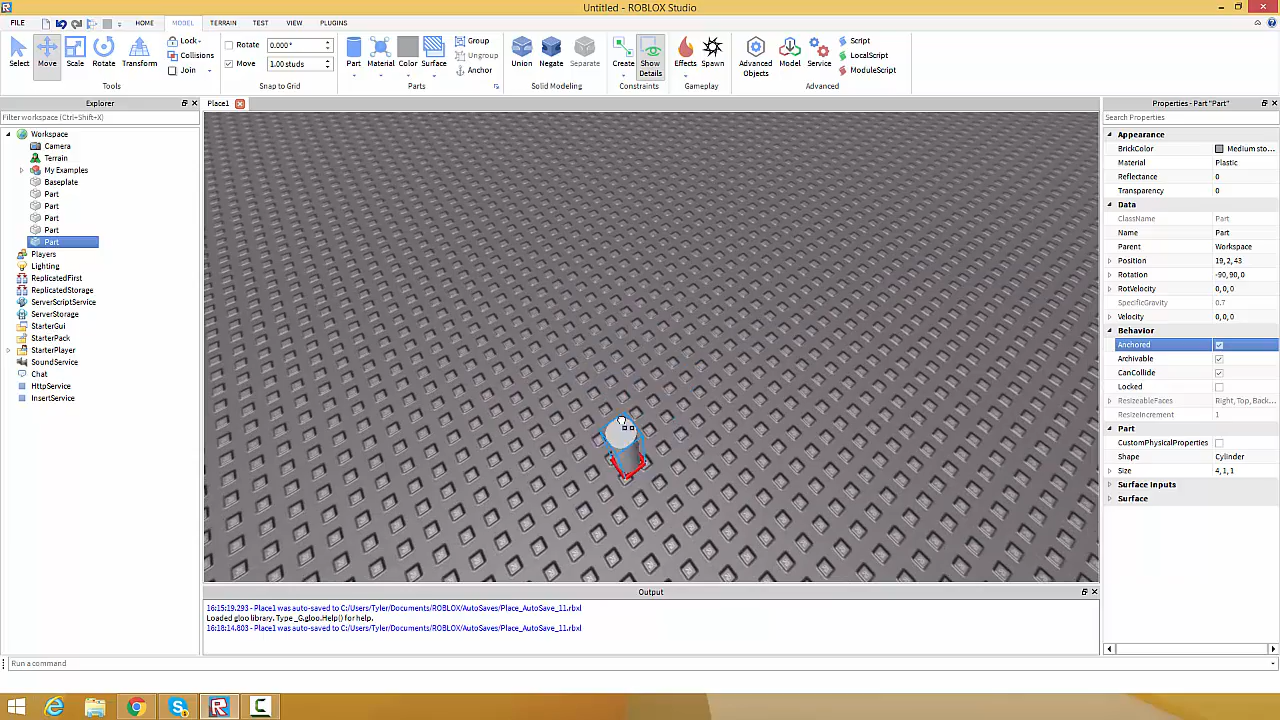 Untitled - ROBLOX Studio
FILE
HOME
MODEL
TERRAIN
TEST
VIEW
PLUGINS
Select
Move
Scale
Rotate
Transform
Lock
Collisions
Join
Tools
Rotate
0.000°
Move
1.00 studs
Snap to Grid
Part
Material
Color
Surface
Group
Ungroup
Anchor
Parts
Union
Negate
Separate
Solid Modeling
Create
Show Details
Constraints
Effects
Spawn
Gameplay
Advanced Objects
Model
Service
Script
LocalScript
ModuleScript
Advanced
Explorer
Filter workspace (Ctrl+Shift+X)
Workspace
Camera
Terrain
My Examples
Baseplate
Part
Part
Part
Part
Part
Players
Lighting
ReplicatedFirst
ReplicatedStorage
ServerScriptService
ServerStorage
StarterGui
StarterPack
StarterPlayer
SoundService
Chat
HttpService
InsertService
Place1
Properties - Part "Part"
Search Properties
Appearance
BrickColor Medium sto...
Material Plastic
Reflectance 0
Transparency 0
Data
ClassName Part
Name Part
Parent Workspace
Position 19,2,43
Rotation -90,90,0
RotVelocity 0,0,0
SpecificGravity 0.7
Velocity 0,0,0
Behavior
Anchored
Archivable
CanCollide
Locked
ResizeableFaces Right, Top, Back...
ResizeIncrement 1
Part
CustomPhysicalProperties
Shape Cylinder
Size 4,1,1
Surface Inputs
Surface
Output
16:15:19.293 - Place1 was auto-saved to C:/Users/Tyler/Documents/ROBLOX/AutoSaves/Place_AutoSave_11.rbxl
Loaded gloo library. Type _G.gloo.Help() for help.
16:18:14.803 - Place1 was auto-saved to C:/Users/Tyler/Documents/ROBLOX/AutoSaves/Place_AutoSave_11.rbxl
Run a command